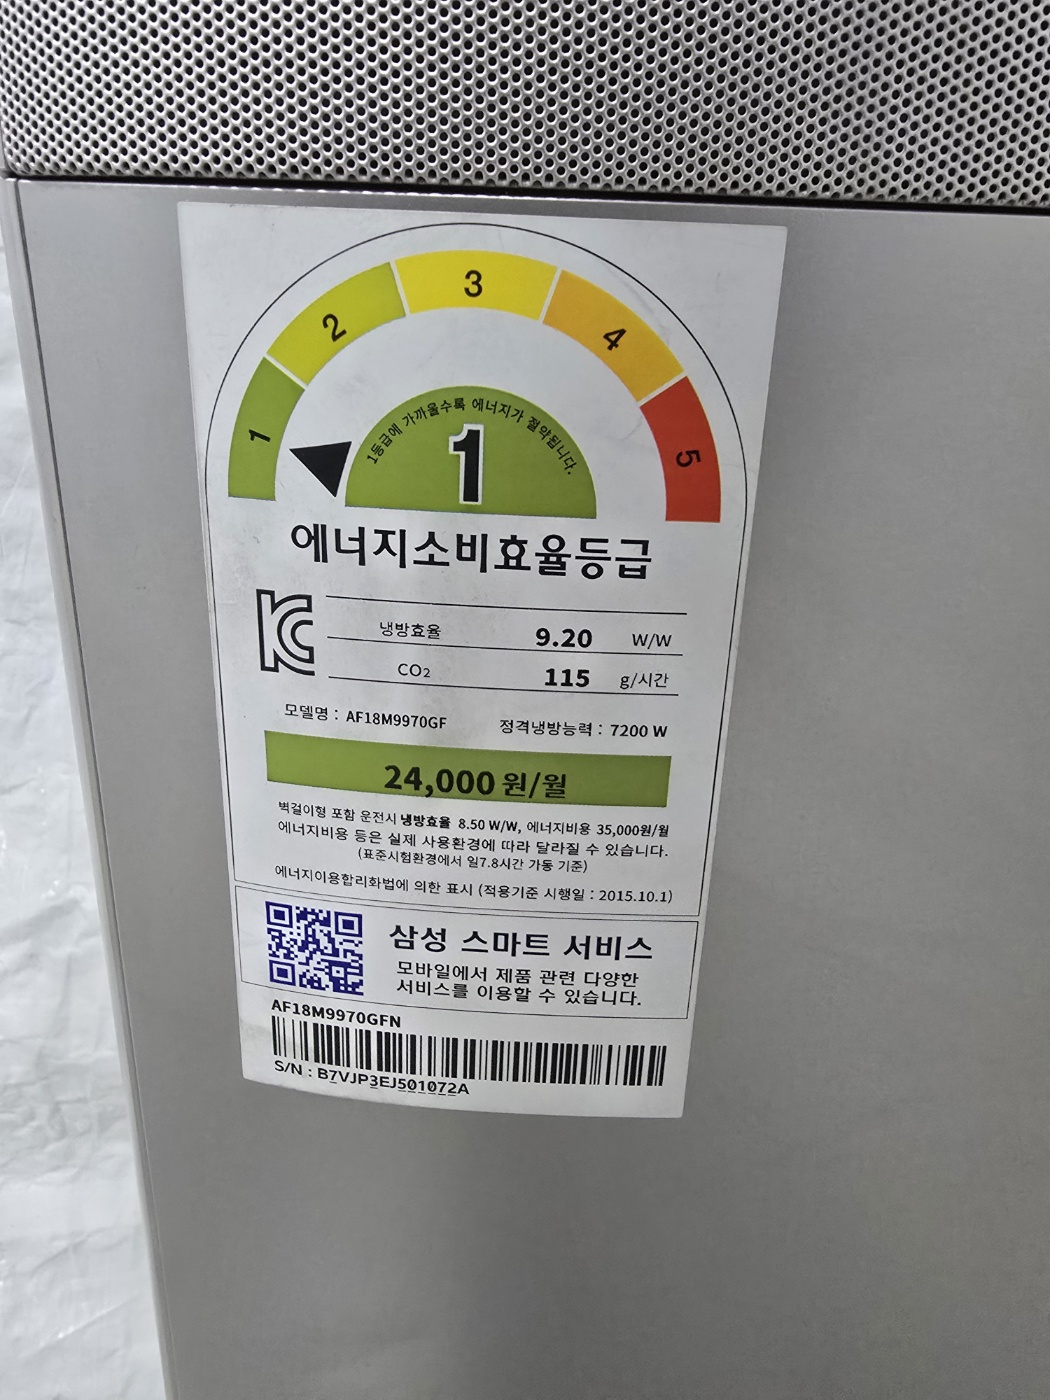 3
2
4
1
5
1등급에 가까울수록 에너지가 절약됩니다.
1
에너지소비효율등급
냉방효율 9.20 W/W
CO₂ 115 g/시간
모델명 : AF18M9970GF 정격냉방능력 : 7200 W
24,000 원/월
벽걸이형 포함 운전시 냉방효율 8.50 W/W, 에너지비용 35,000원/월
에너지비용 등은 실제 사용환경에 따라 달라질 수 있습니다.
(표준시험환경에서 일7.8시간 가동 기준)
에너지이용합리화법에 의한 표시 (적용기준 시행일 : 2015.10.1)
삼성 스마트 서비스
모바일에서 제품 관련 다양한
서비스를 이용할 수 있습니다.
AF18M9970GFN
S/N : B7VJP3EJ501072A